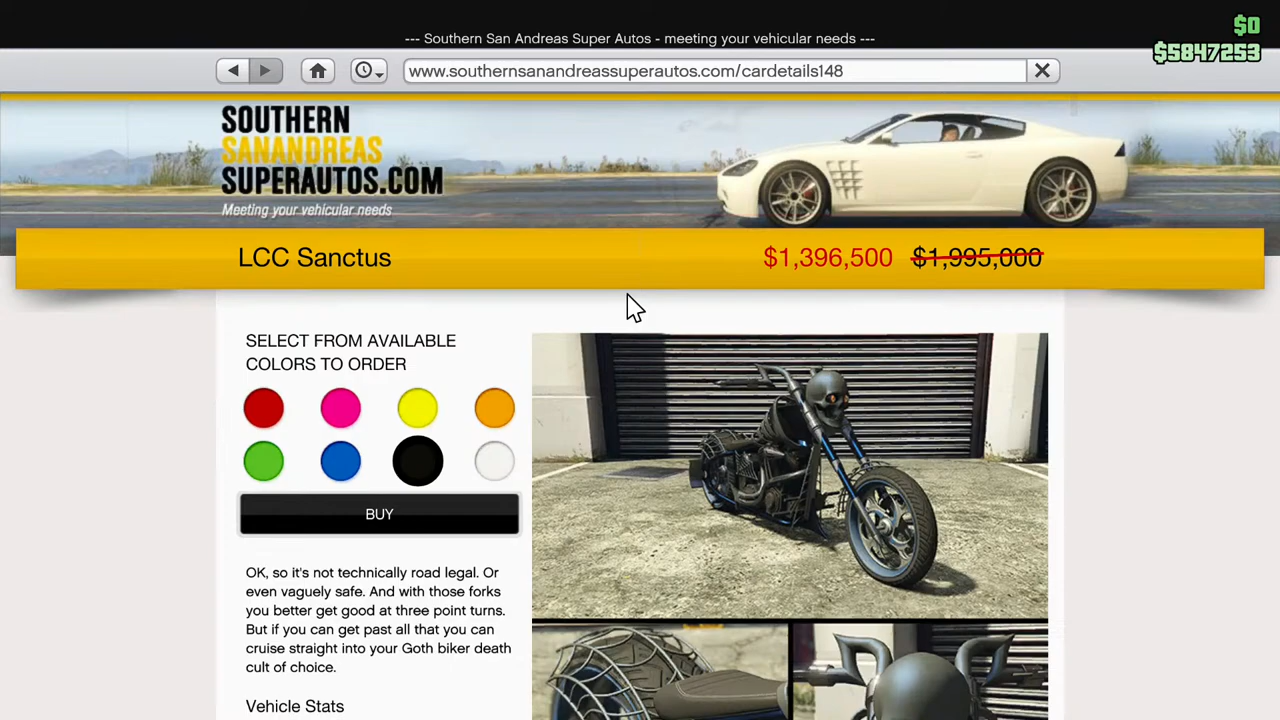 $0
--- Southern San Andreas Super Autos - meeting your vehicular needs ---
$5847253
www.southernsanandreassuperautos.com/cardetails148
SOUTHERN
SANANDREAS
SUPERAUTOS.COM
Meeting your vehicular needs
LCC Sanctus $1,396,500 $1,995,000
SELECT FROM AVAILABLE
COLORS TO ORDER
BUY
OK, so it's not technically road legal. Or
even vaguely safe. And with those forks
you better get good at three point turns.
But if you can get past all that you can
cruise straight into your Goth biker death
cult of choice.
Vehicle Stats